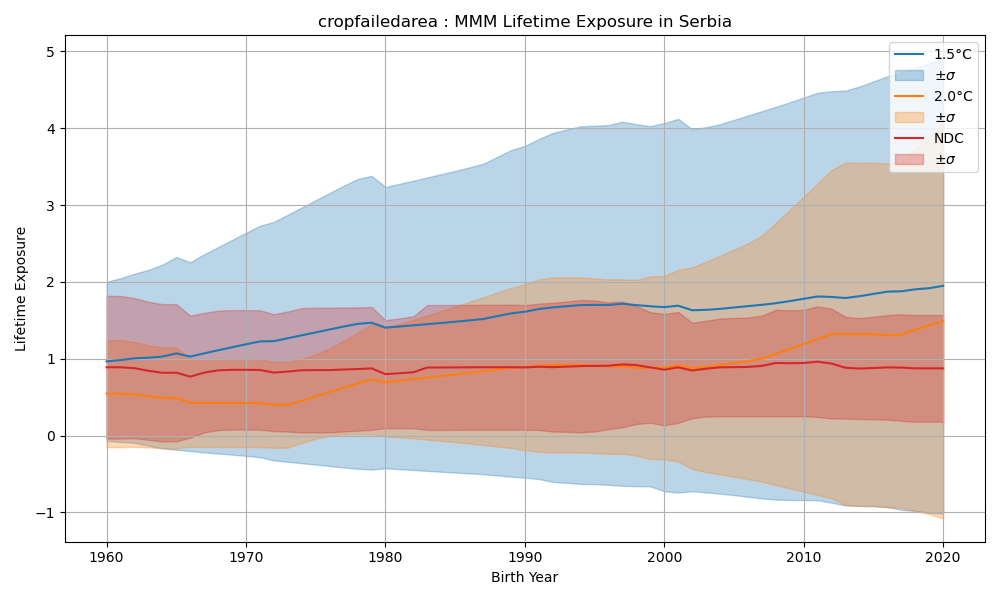 cropfailedarea : MMM Lifetime Exposure in Serbia
1.5°C
±σ
2.0°C
±σ
NDC
±σ
Lifetime Exposure
5
4
3
2
1
0
−1
1960 1970 1980 1990 2000 2010 2020
Birth Year